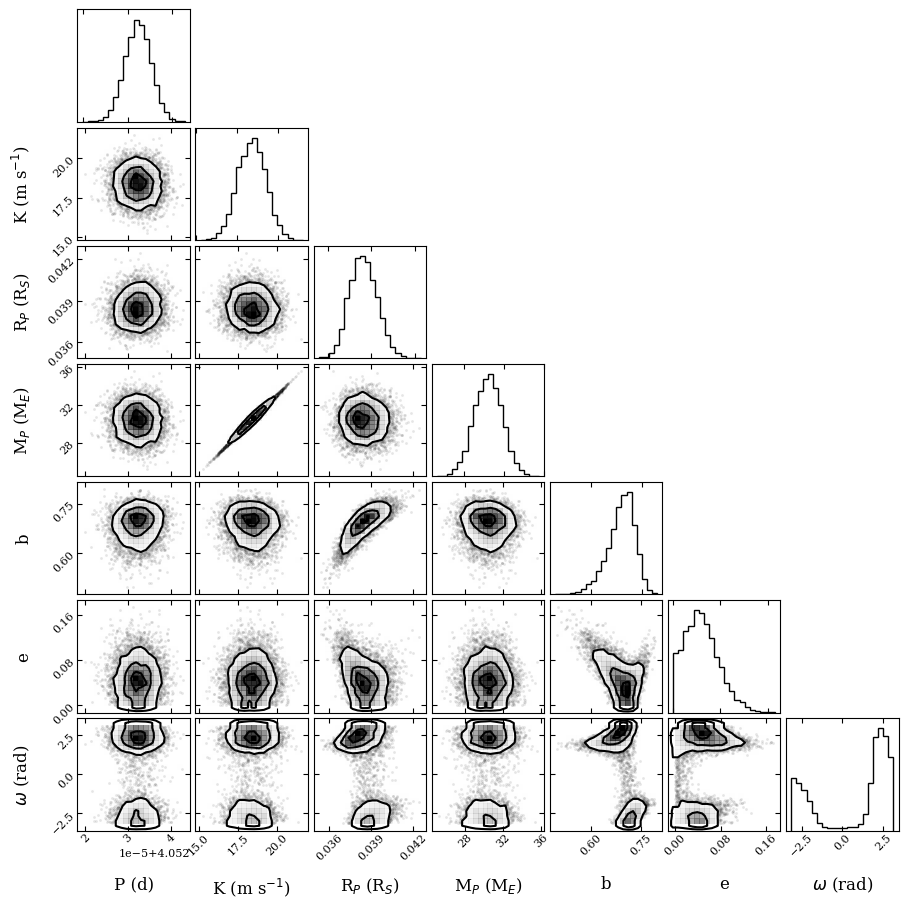 K (m s⁻¹)
20.0
17.5
15.0
R_P (R_S)
0.042
0.039
0.036
M_P (M_E)
36
32
28
b
0.75
0.60
e
0.16
0.08
0.00
ω (rad)
2.5
0.0
−2.5
2 3 4 15.0 17.5 20.0 0.036 0.039 0.042 28 32 36 0.60 0.75 0.00 0.08 0.16 −2.5 0.0 2.5
1e-5+4.052
P (d) K (m s⁻¹) R_P (R_S) M_P (M_E) b e ω (rad)